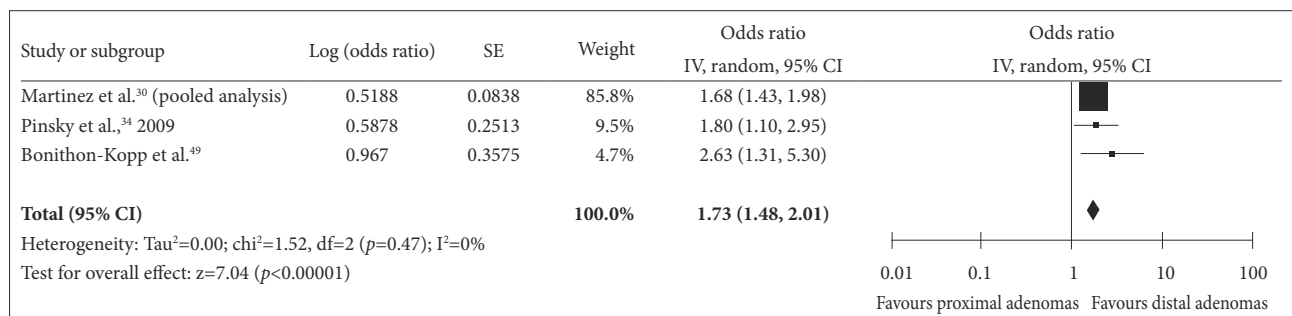 Study or subgroup Log (odds ratio) SE Weight Odds ratio IV, random, 95% CI Odds ratio IV, random, 95% CI
Martinez et al.³⁰ (pooled analysis) 0.5188 0.0838 85.8% 1.68 (1.43, 1.98)
Pinsky et al.,³⁴ 2009 0.5878 0.2513 9.5% 1.80 (1.10, 2.95)
Bonithon-Kopp et al.⁴⁹ 0.967 0.3575 4.7% 2.63 (1.31, 5.30)
Total (95% CI) 100.0% 1.73 (1.48, 2.01)
Heterogeneity: Tau²=0.00; chi²=1.52, df=2 (p=0.47); I²=0%
Test for overall effect: z=7.04 (p<0.00001)
0.01 0.1 1 10 100
Favours proximal adenomas Favours distal adenomas